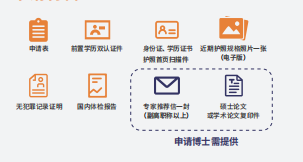 申请表
前置学历双认证件
身份证、学历证书
护照首页扫描件
近期护照规格照片一张
(电子版)
无犯罪记录证明
国内体检报告
专家推荐信一封
(副高职称以上)
硕士论文
或学术论文复印件
申请博士需提供